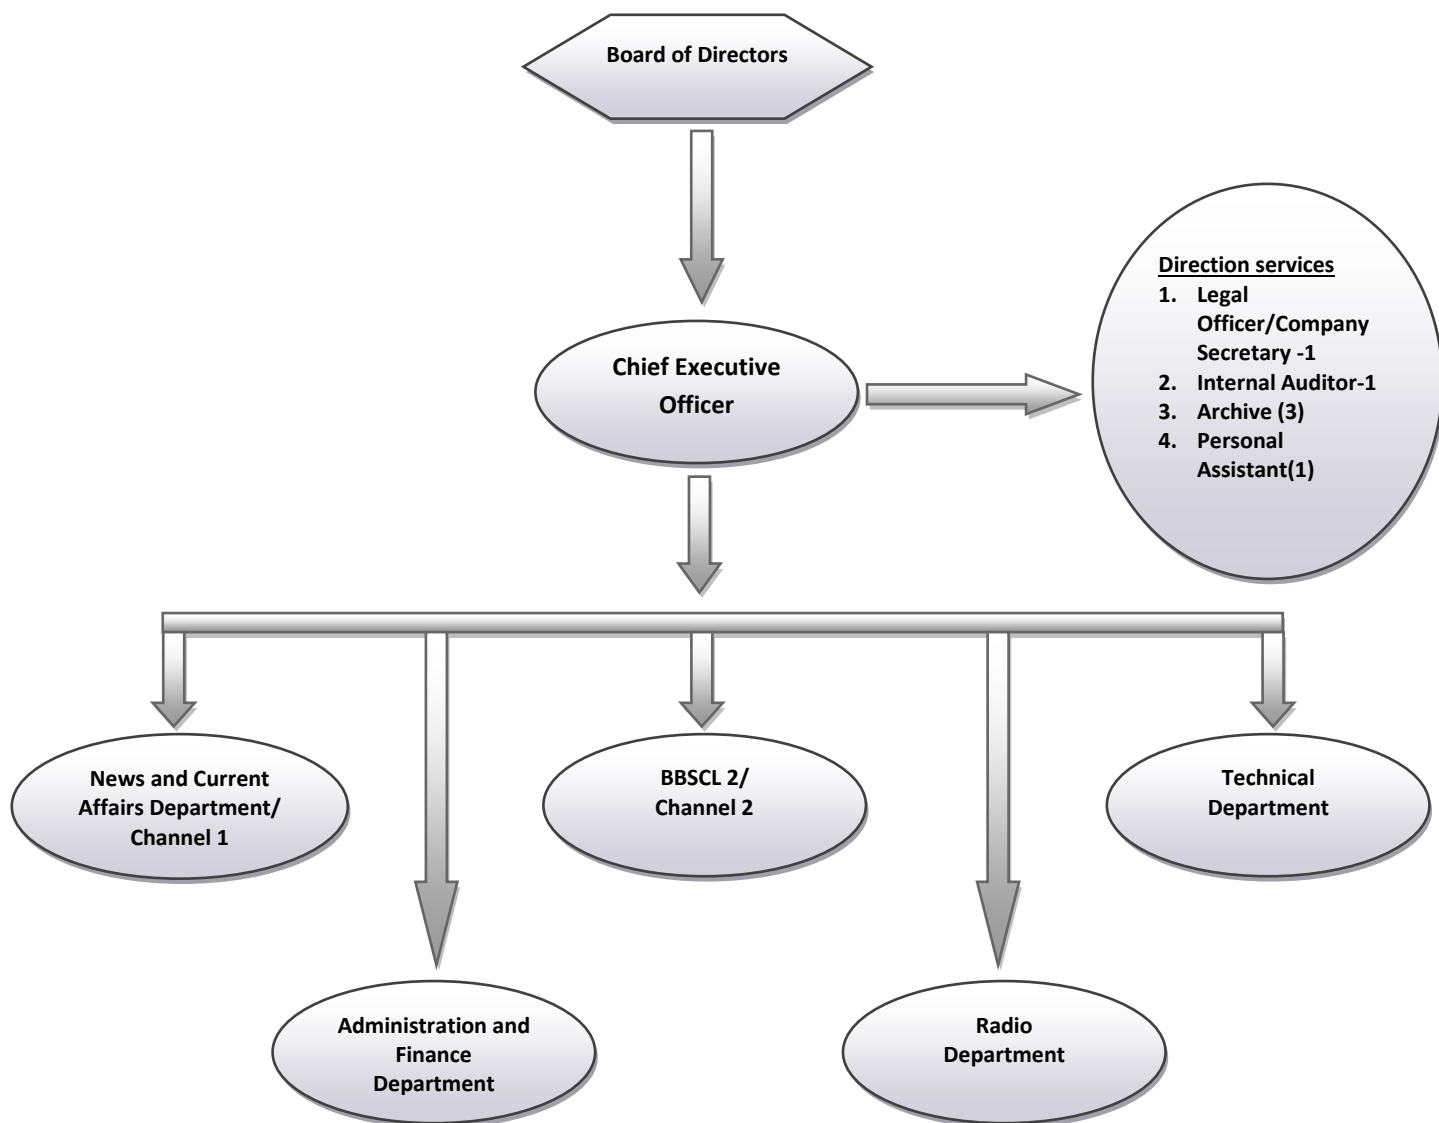 Board of Directors
Direction services
1. Legal
Officer/Company
Secretary -1
2. Internal Auditor-1
3. Archive (3)
4. Personal
Assistant(1)
Chief Executive
Officer
News and Current
Affairs Department/
Channel 1
BBSCL 2/
Channel 2
Technical
Department
Administration and
Finance
Department
Radio
Department